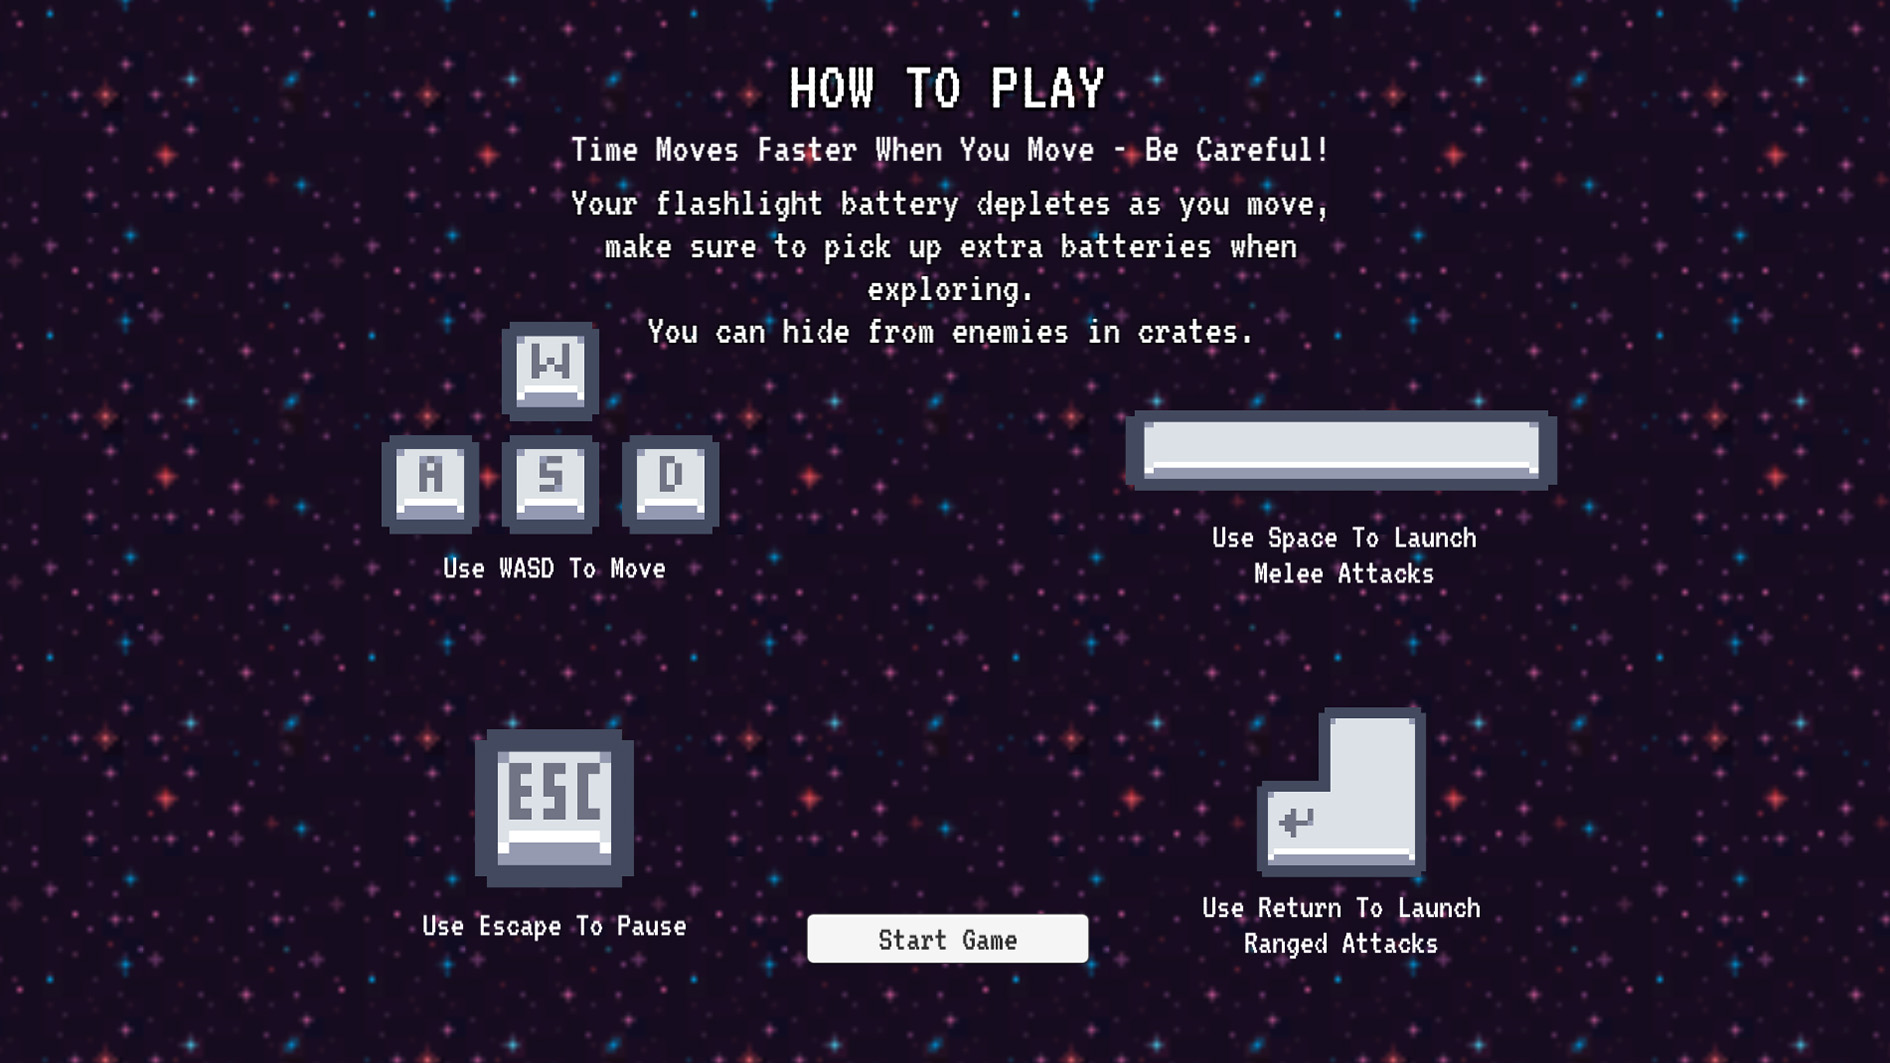 HOW TO PLAY
Time Moves Faster When You Move - Be Careful!
Your flashlight battery depletes as you move,
make sure to pick up extra batteries when
exploring.
You can hide from enemies in crates.
W
A S D
Use WASD To Move
Use Space To Launch
Melee Attacks
ESC
Use Escape To Pause
Use Return To Launch
Ranged Attacks
Start Game